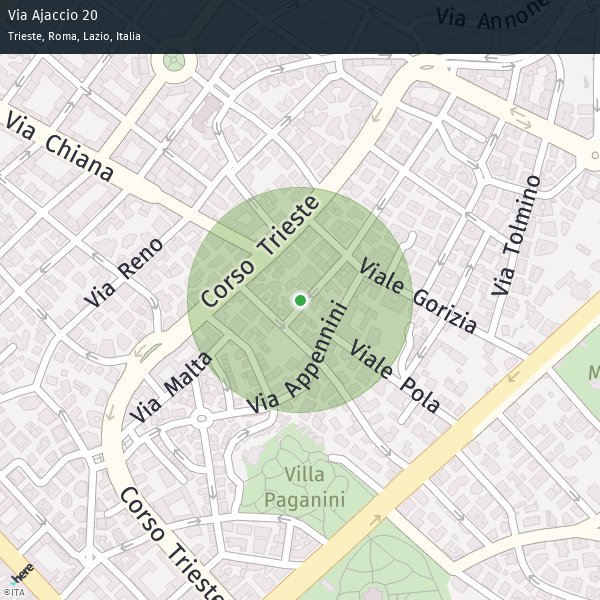 Via Ajaccio 20
Trieste, Roma, Lazio, Italia
Via Annone
Via Chiana
Via Tolmino
Corso Trieste
Via Reno
Viale Gorizia
Via Appennini
Via Malta
Viale Pola
M
Villa
Paganini
Corso Trieste
here
©ITA